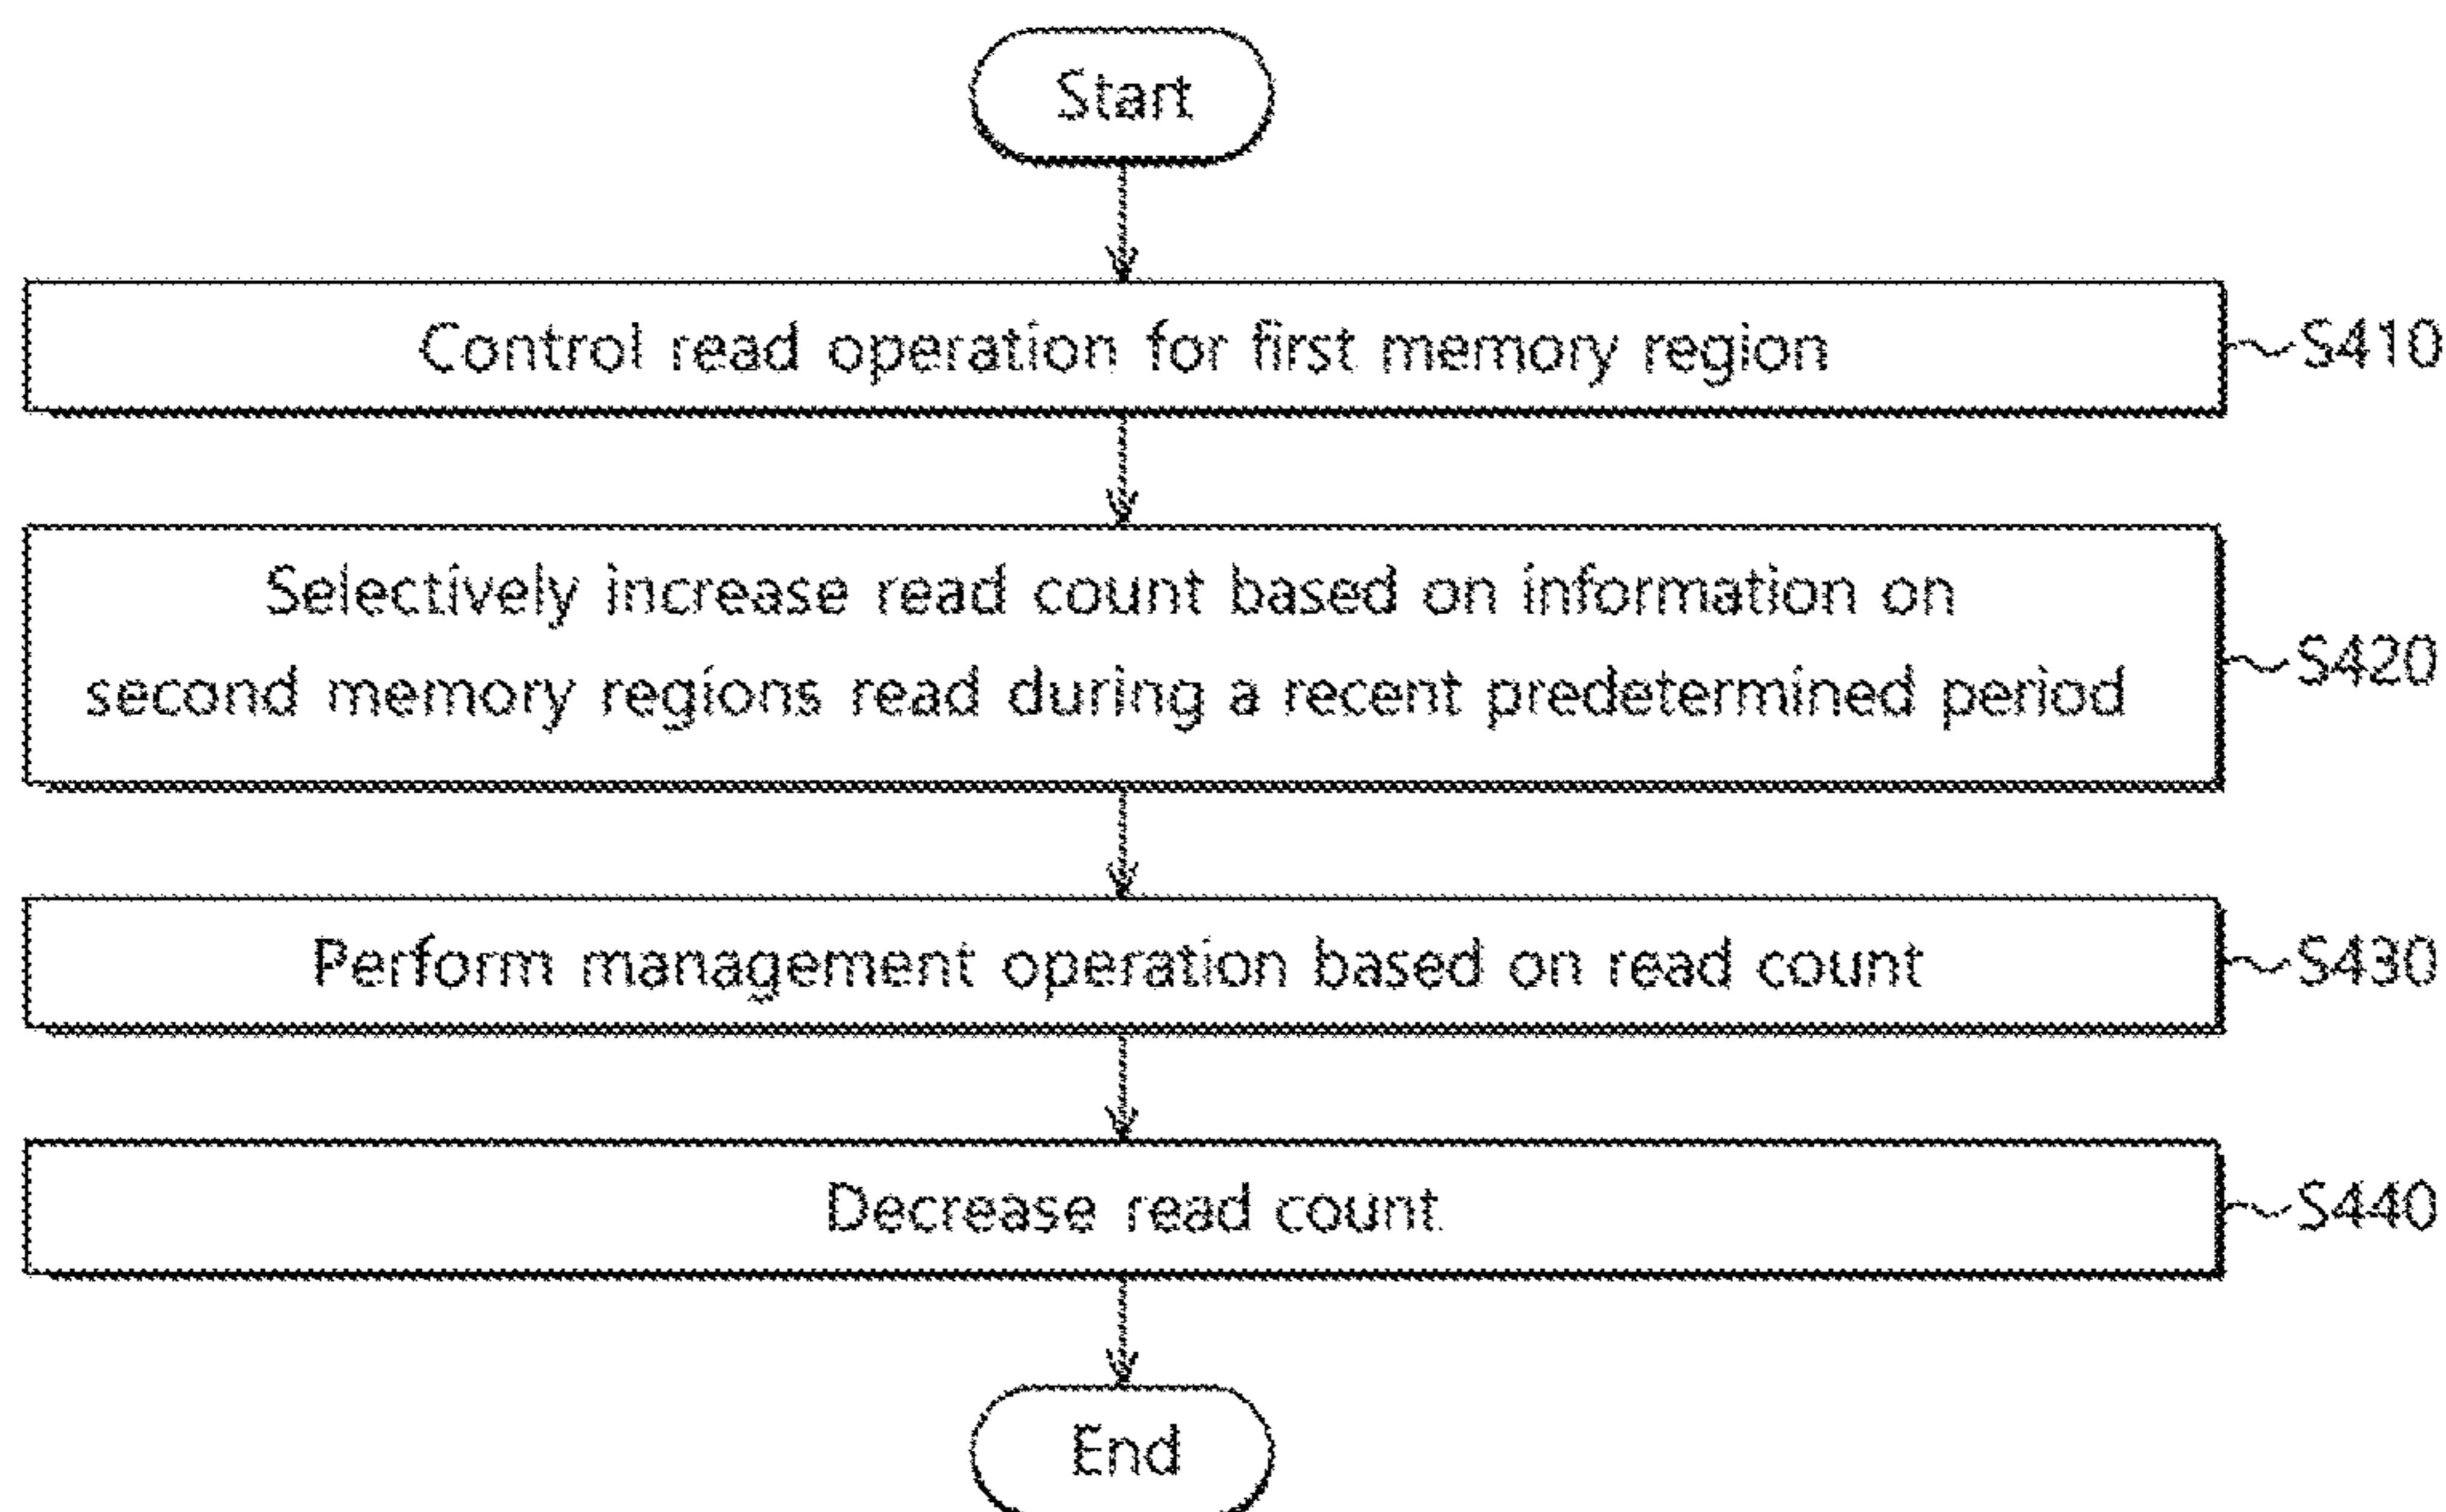 Start
Control read operation for first memory region
S410
Selectively increase read count based on information on
second memory regions read during a recent predetermined period
S420
Perform management operation based on read count
S430
Decrease read count
S440
End